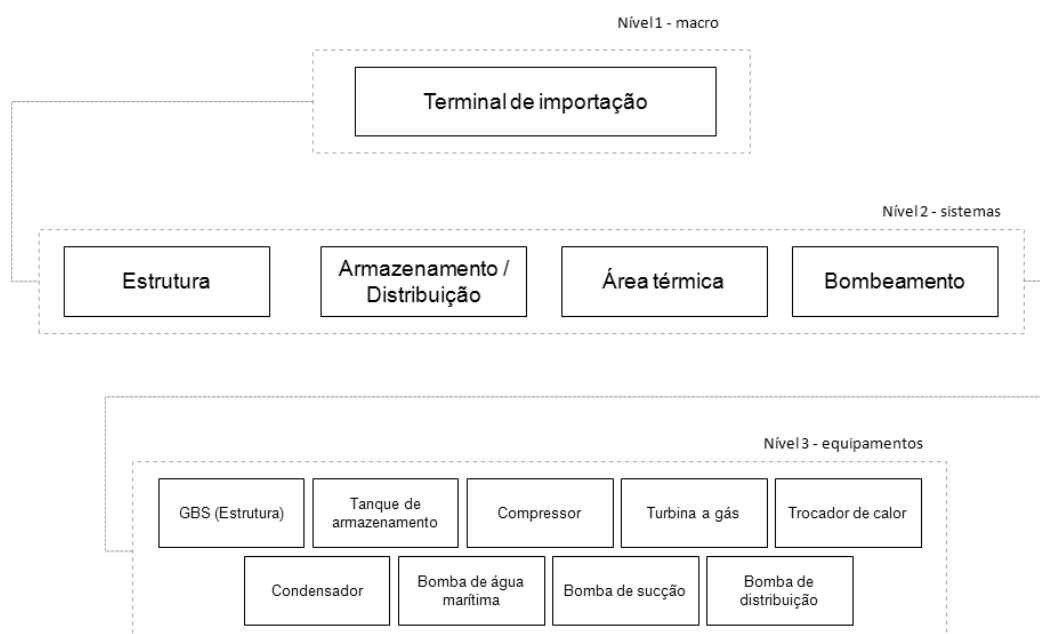 Nível 1 - macro
Terminal de importação
Nível 2 - sistemas
Estrutura
Armazenamento /
Distribuição
Área térmica
Bombeamento
Nível 3 - equipamentos
GBS (Estrutura)
Tanque de
armazenamento
Compressor
Turbina a gás
Trocador de calor
Condensador
Bomba de água
marítima
Bomba de sucção
Bomba de
distribuição